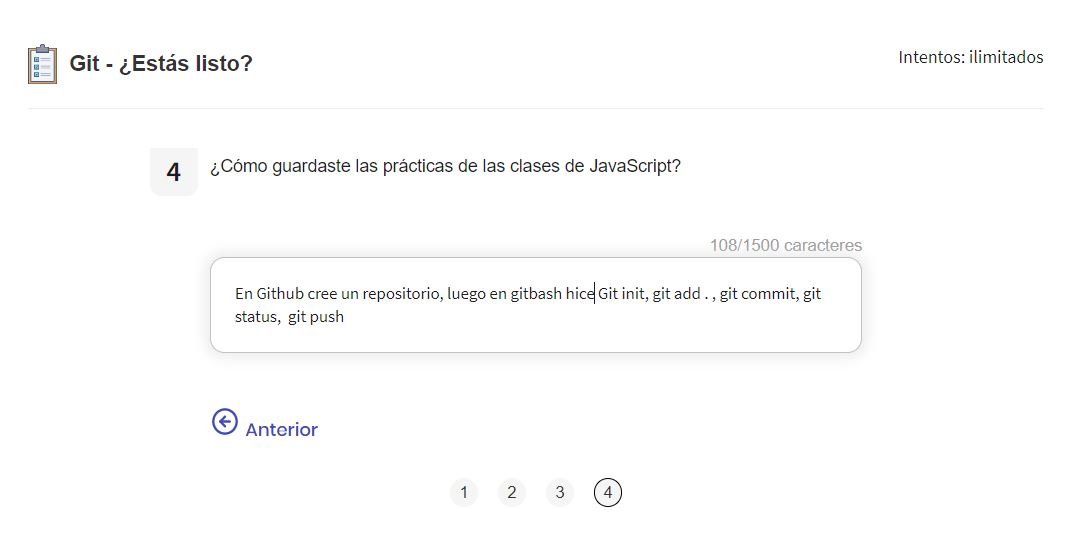 Git - ¿Estás listo?
Intentos: ilimitados
4
¿Cómo guardaste las prácticas de las clases de JavaScript?
108/1500 caracteres
En Github cree un repositorio, luego en gitbash hice Git init, git add . , git commit, git
status,  git push
Anterior
1 2 3 4